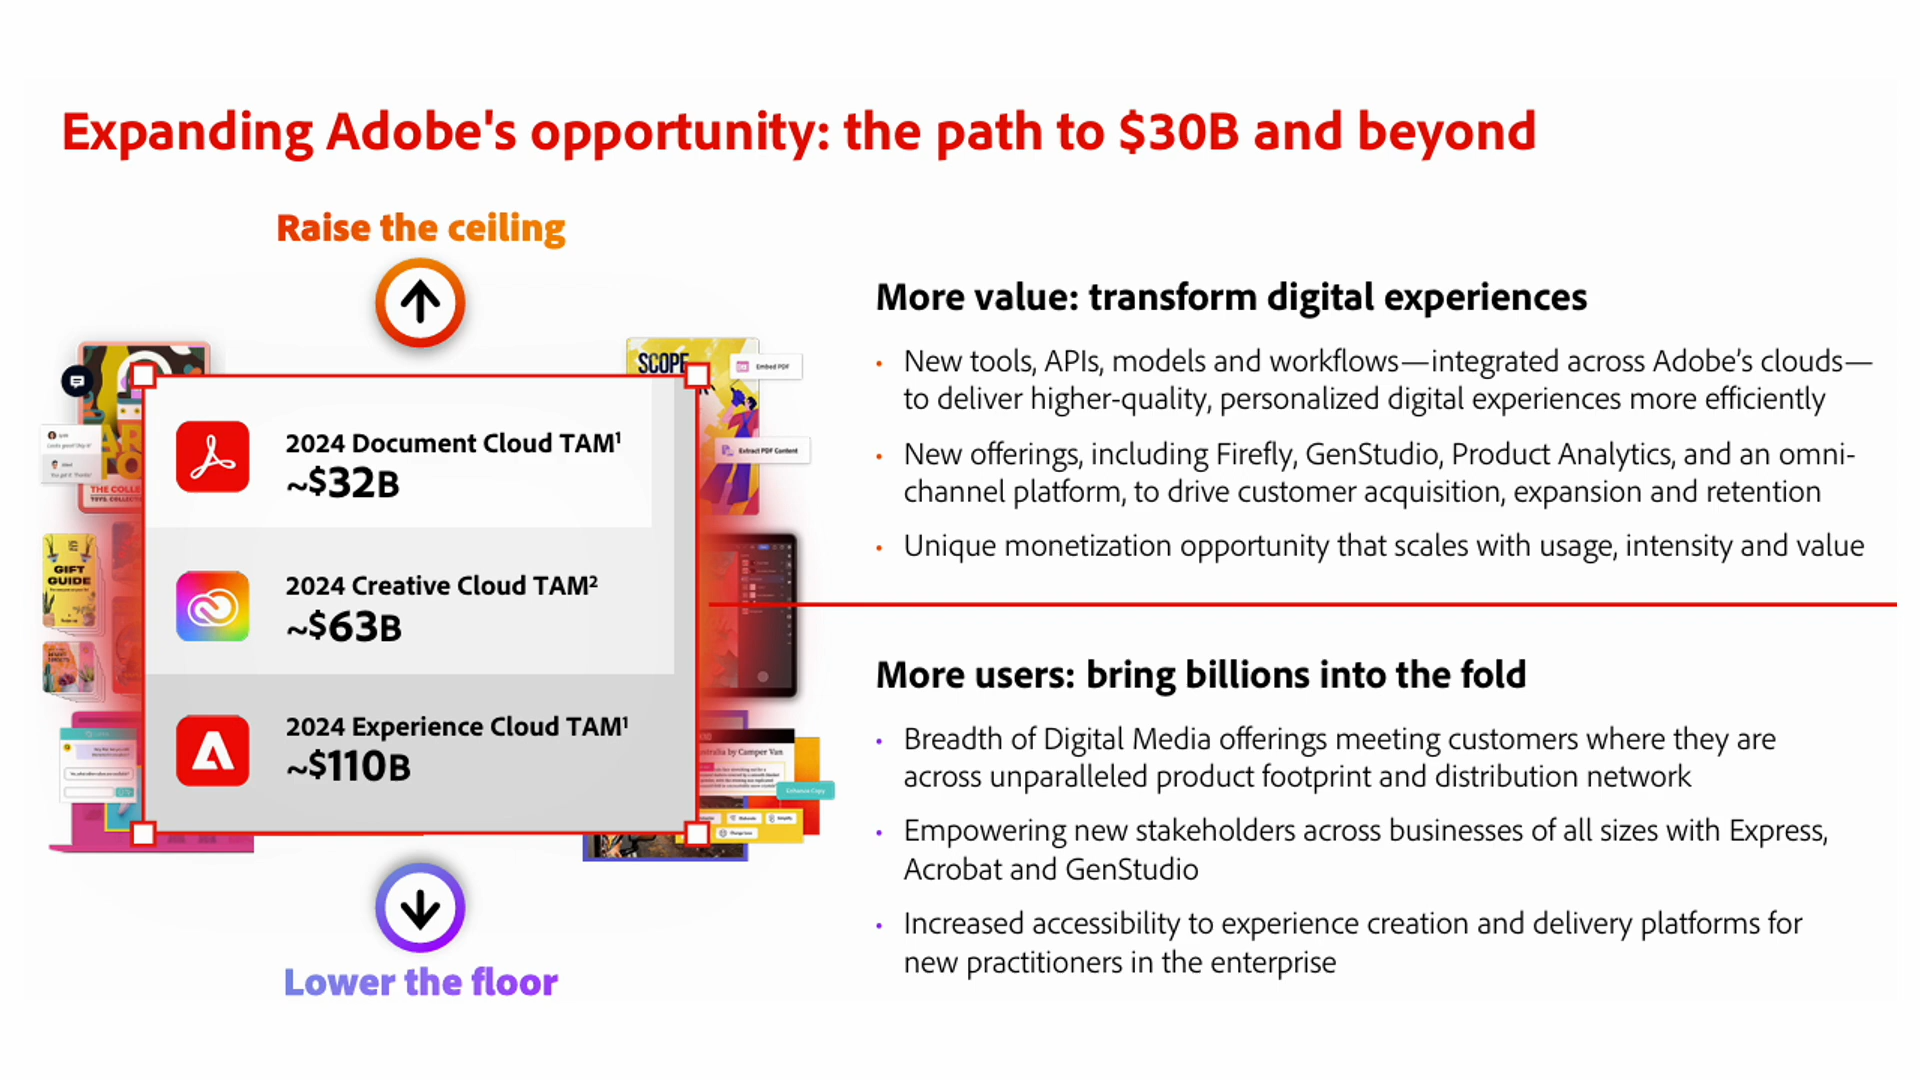 Expanding Adobe's opportunity: the path to $30B and beyond
Raise the ceiling
SCOPE
Embed PDF
Extract PDF Content
GIFT
GUIDE
2024 Document Cloud TAM¹
~$32B
2024 Creative Cloud TAM²
~$63B
2024 Experience Cloud TAM¹
~$110B
by Camper Van
Enhance Copy
Lower the floor
More value: transform digital experiences
• New tools, APIs, models and workflows—integrated across Adobe’s clouds—
to deliver higher-quality, personalized digital experiences more efficiently
• New offerings, including Firefly, GenStudio, Product Analytics, and an omni-
channel platform, to drive customer acquisition, expansion and retention
• Unique monetization opportunity that scales with usage, intensity and value
More users: bring billions into the fold
• Breadth of Digital Media offerings meeting customers where they are
across unparalleled product footprint and distribution network
• Empowering new stakeholders across businesses of all sizes with Express,
Acrobat and GenStudio
• Increased accessibility to experience creation and delivery platforms for
new practitioners in the enterprise